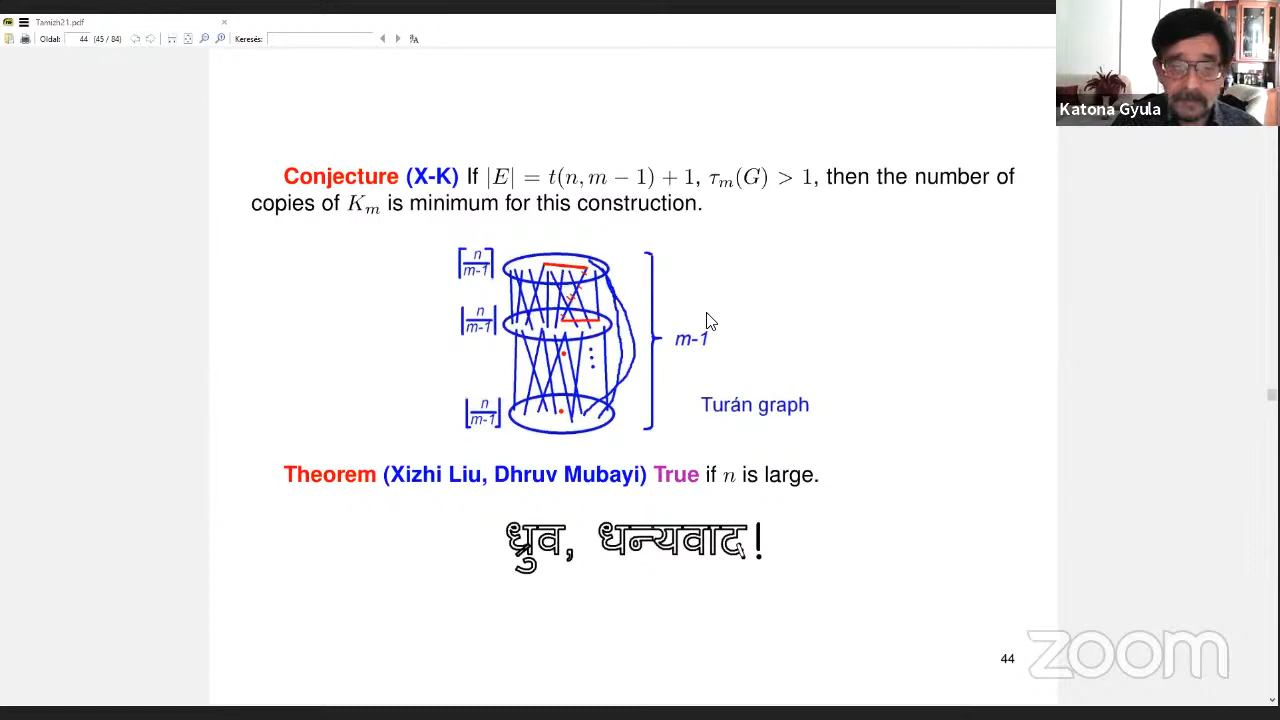 Tamizh21.pdf
Oldal: 44 (45 / 84) Keresés:
Katona Gyula
Conjecture (X-K) If |E| = t(n, m − 1) + 1, τₘ(G) > 1, then the number of
copies of Kₘ is minimum for this construction.
⌈n/m-1⌉
⌊n/m-1⌋
m-1
⌊n/m-1⌋
Turán graph
Theorem (Xizhi Liu, Dhruv Mubayi) True if n is large.
ध्रुव, धन्यवाद!
44
zoom